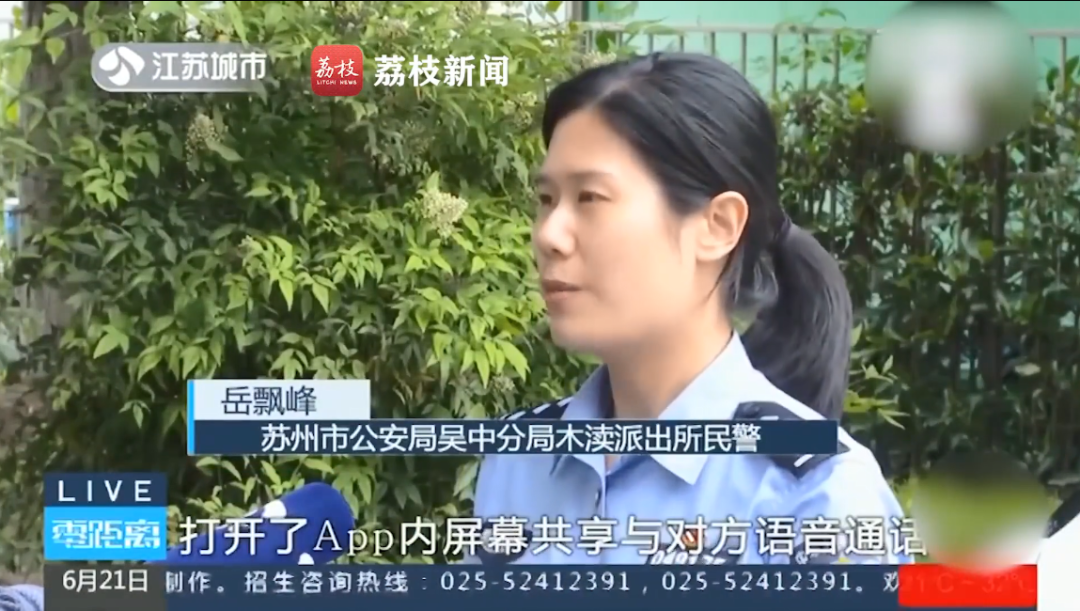 江苏城市
荔枝
LITCHI NEWS
荔枝新闻
岳飘峰
苏州市公安局吴中分局木渎派出所民警
LIVE
零距离
打开了App内屏幕共享与对方语音通话
6月21日
制作。招生咨询热线：025-52412391，025-52412391。欢